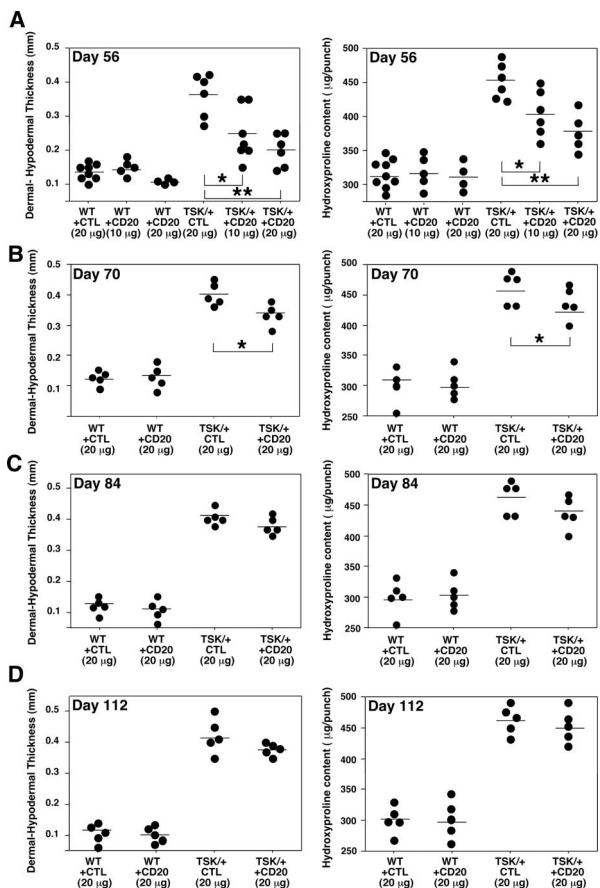 A
Day 56
Dermal- Hypodermal Thickness (mm)
0.5
0.4
0.3
0.2
0.1
*
**
WT +CTL (20 µg)
WT +CD20 (10 µg)
WT +CD20 (20 µg)
TSK/+ CTL (20 µg)
TSK/+ +CD20 (10 µg)
TSK/+ +CD20 (20 µg)
Day 56
Hydroxyproline content ( µg/punch)
500
450
400
350
300
*
**
WT +CTL (20 µg)
WT +CD20 (10 µg)
WT +CD20 (20 µg)
TSK/+ CTL (20 µg)
TSK/+ +CD20 (10 µg)
TSK/+ +CD20 (20 µg)
B
Day 70
Dermal-Hypodermal Thickness (mm)
0.5
0.4
0.3
0.2
0.1
*
WT +CTL (20 µg)
WT +CD20 (20 µg)
TSK/+ CTL (20 µg)
TSK/+ +CD20 (20 µg)
Day 70
Hydroxyproline content ( µg/punch)
500
450
400
350
300
250
*
WT +CTL (20 µg)
WT +CD20 (20 µg)
TSK/+ CTL (20 µg)
TSK/+ +CD20 (20 µg)
C
Day 84
Dermal-Hypodermal Thickness (mm)
0.5
0.4
0.3
0.2
0.1
WT +CTL (20 µg)
WT +CD20 (20 µg)
TSK/+ CTL (20 µg)
TSK/+ +CD20 (20 µg)
Day 84
Hydroxyproline content ( µg/punch)
500
450
400
350
300
250
WT +CTL (20 µg)
WT +CD20 (20 µg)
TSK/+ CTL (20 µg)
TSK/+ +CD20 (20 µg)
D
Day 112
Dermal-Hypodermal Thickness (mm)
0.5
0.4
0.3
0.2
0.1
WT +CTL (20 µg)
WT +CD20 (20 µg)
TSK/+ CTL (20 µg)
TSK/+ +CD20 (20 µg)
Day 112
Hydroxyproline content ( µg/punch)
500
450
400
350
300
250
WT +CTL (20 µg)
WT +CD20 (20 µg)
TSK/+ CTL (20 µg)
TSK/+ +CD20 (20 µg)